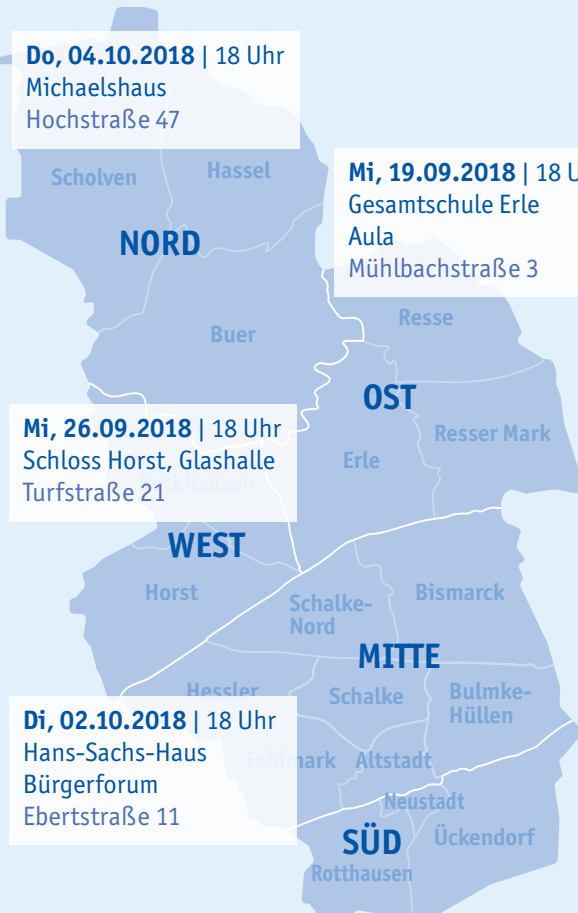 Do, 04.10.2018 | 18 Uhr
Michaelshaus
Hochstraße 47
Scholven
Hassel
NORD
Buer
Mi, 19.09.2018 | 18 U
Gesamtschule Erle
Aula
Mühlbachstraße 3
Resse
OST
Resser Mark
Erle
Mi, 26.09.2018 | 18 Uhr
Schloss Horst, Glashalle
Turfstraße 21
WEST
Horst
Schalke-
Nord
Bismarck
MITTE
Hessler
Schalke
Bulmke-
Hüllen
Di, 02.10.2018 | 18 Uhr
Hans-Sachs-Haus
Bürgerforum
Ebertstraße 11
Feldmark
Altstadt
Neustadt
SÜD
Ückendorf
Rotthausen